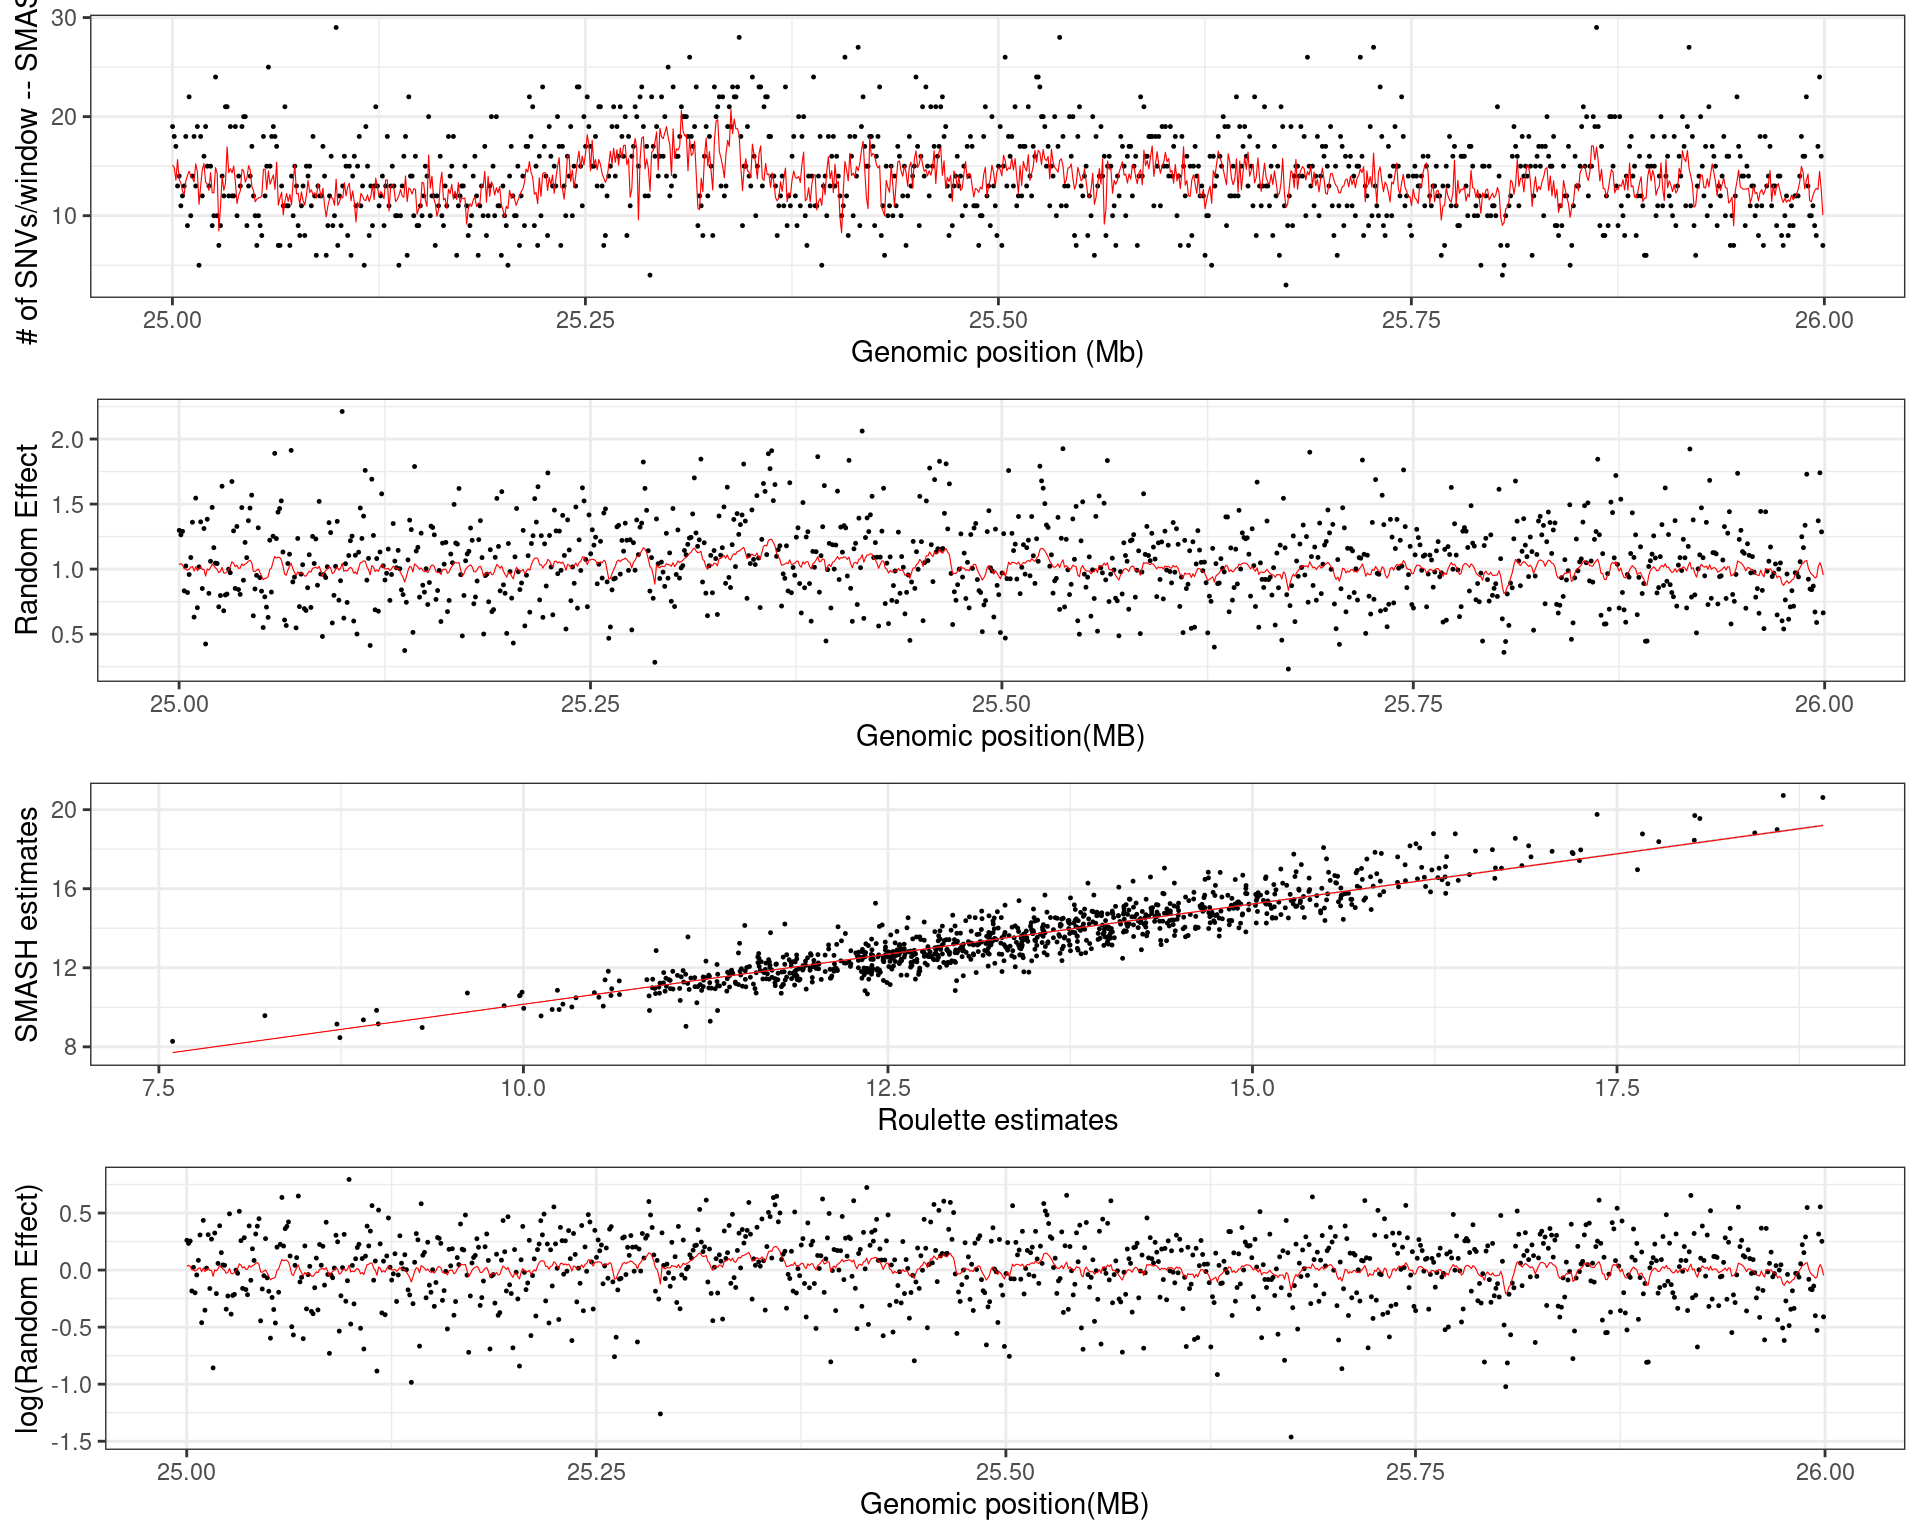 # of SNVs/window -- SMAS
30
20
10
25.00 25.25 25.50 25.75 26.00
Genomic position (Mb)
Random Effect
2.0
1.5
1.0
0.5
25.00 25.25 25.50 25.75 26.00
Genomic position(MB)
SMASH estimates
20
16
12
8
7.5 10.0 12.5 15.0 17.5
Roulette estimates
log(Random Effect)
0.5
0.0
-0.5
-1.0
-1.5
25.00 25.25 25.50 25.75 26.00
Genomic position(MB)